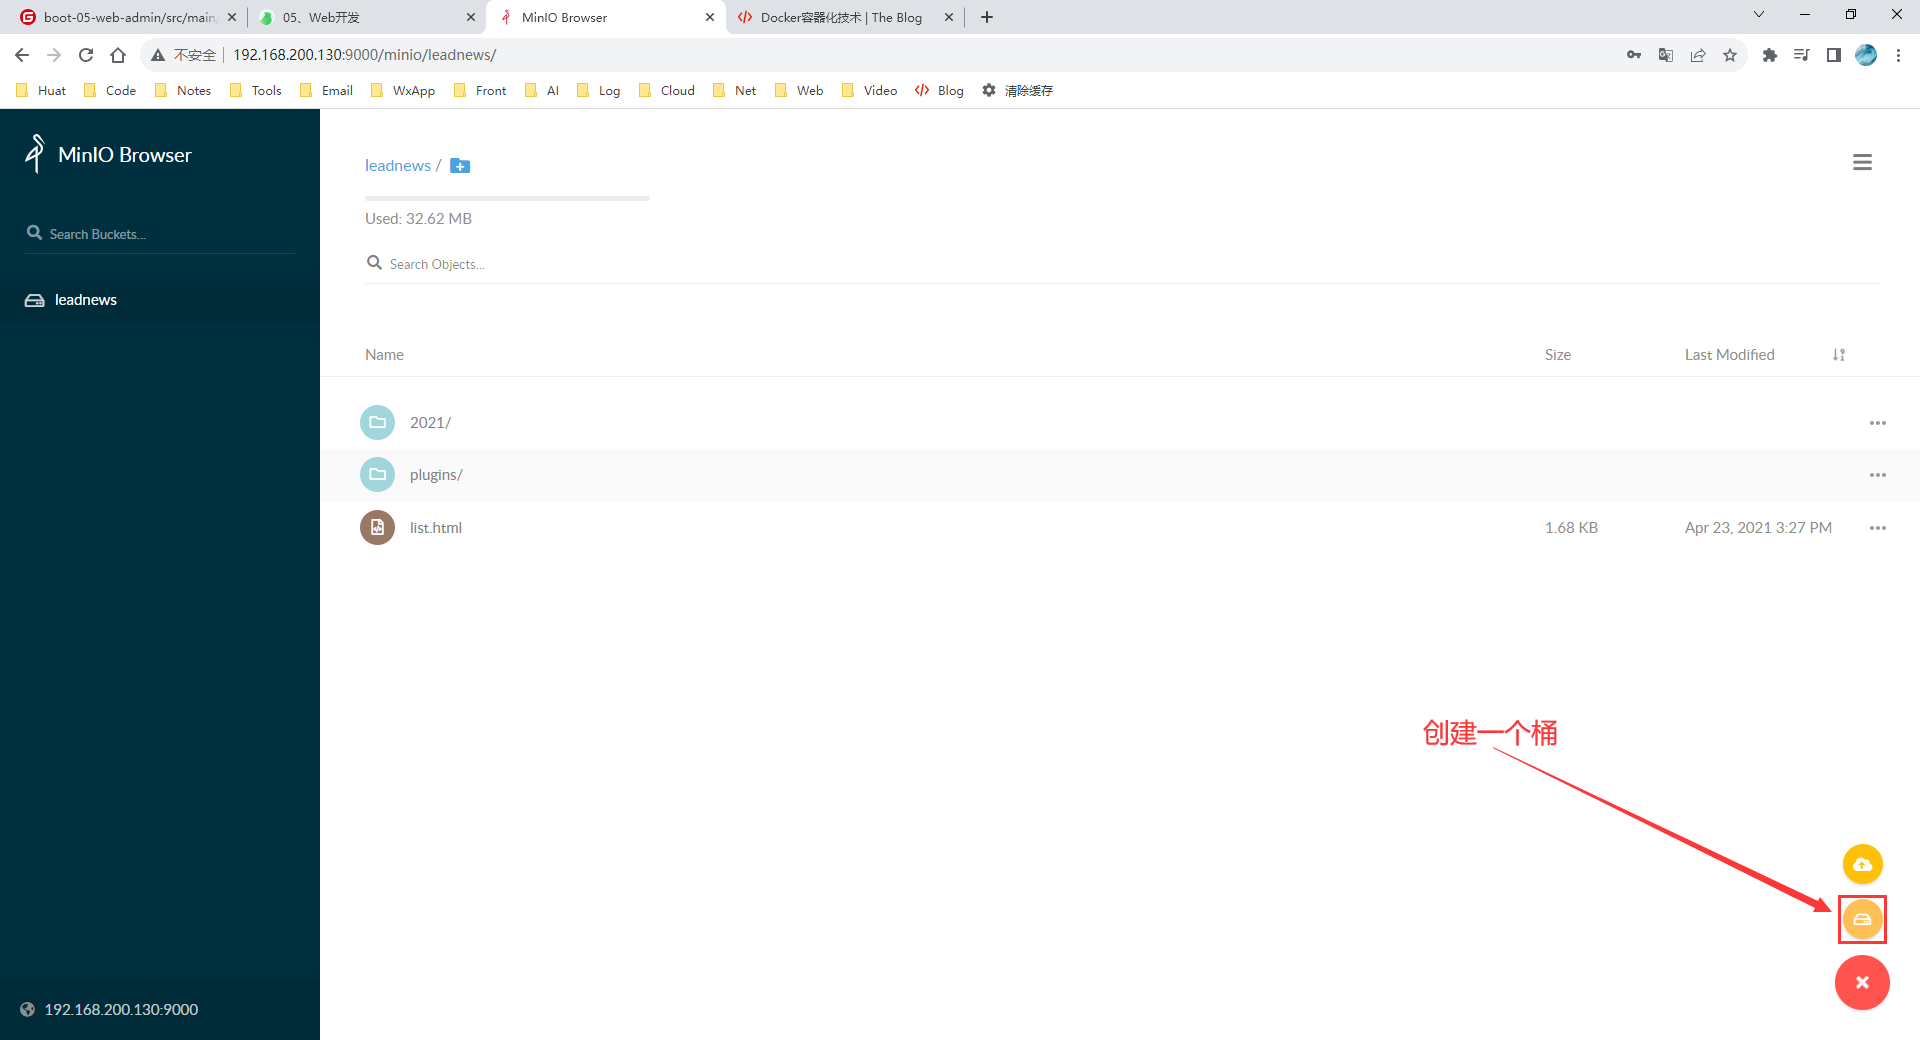 boot-05-web-admin/src/main/
05、Web开发
MinIO Browser
Docker容器化技术 | The Blog
不安全
192.168.200.130:9000/minio/leadnews/
Huat
Code
Notes
Tools
Email
WxApp
Front
AI
Log
Cloud
Net
Web
Video
Blog
清除缓存
MinIO Browser
Search Buckets...
leadnews
192.168.200.130:9000
leadnews /
Used: 32.62 MB
Search Objects...
Name Size Last Modified
2021/
plugins/
list.html 1.68 KB Apr 23, 2021 3:27 PM
创建一个桶